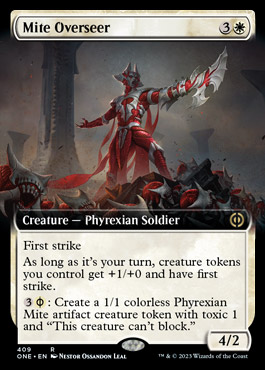 Mite Overseer 3
Creature — Phyrexian Soldier
First strike
As long as it's your turn, creature tokens
you control get +1/+0 and have first
strike.
3 : Create a 1/1 colorless Phyrexian
Mite artifact creature token with toxic 1
and "This creature can't block."
4/2
409 R
ONE • EN NESTOR OSSANDON LEAL
™ & © 2023 Wizards of the Coast